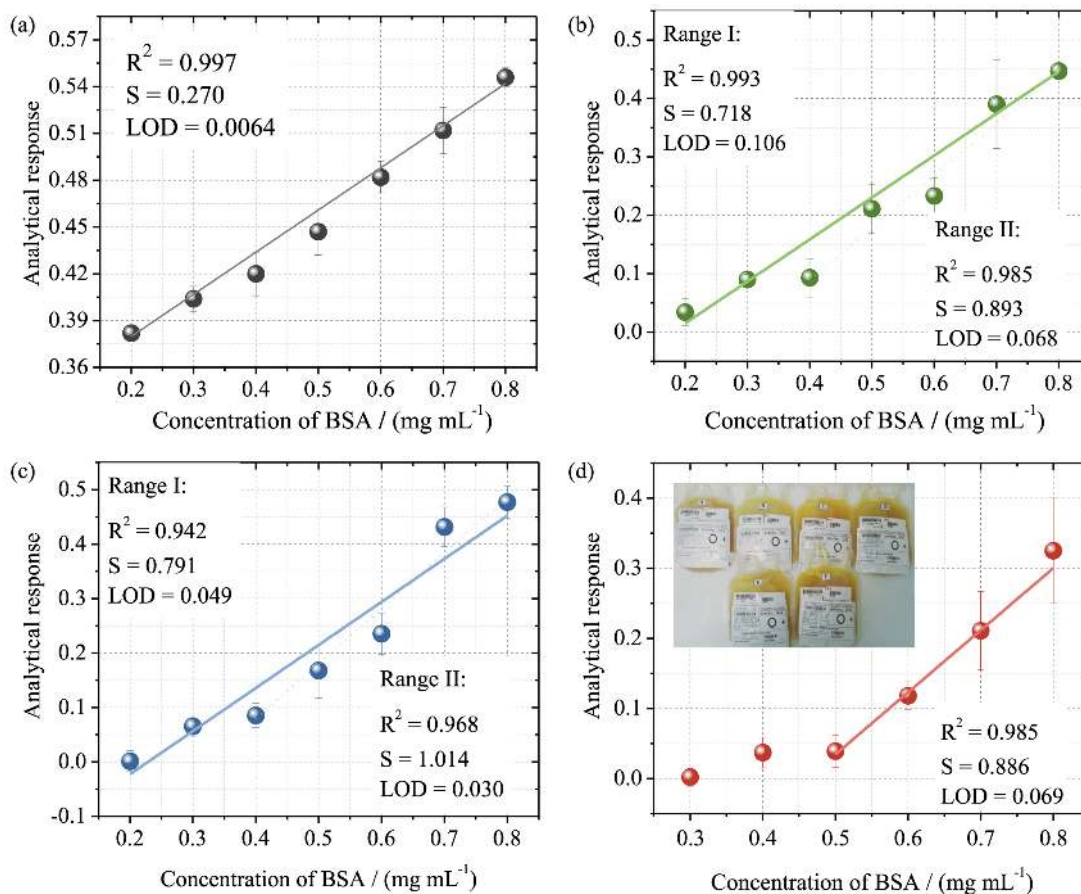 (a)
0.57
0.54
0.51
0.48
0.45
0.42
0.39
0.36
Analytical response
R² = 0.997
S = 0.270
LOD = 0.0064
0.2 0.3 0.4 0.5 0.6 0.7 0.8
Concentration of BSA / (mg mL⁻¹)
(b)
0.5
0.4
0.3
0.2
0.1
0.0
Analytical response
Range I:
R² = 0.993
S = 0.718
LOD = 0.106
Range II:
R² = 0.985
S = 0.893
LOD = 0.068
0.2 0.3 0.4 0.5 0.6 0.7 0.8
Concentration of BSA / (mg mL⁻¹)
(c)
0.5
0.4
0.3
0.2
0.1
0.0
-0.1
Analytical response
Range I:
R² = 0.942
S = 0.791
LOD = 0.049
Range II:
R² = 0.968
S = 1.014
LOD = 0.030
0.2 0.3 0.4 0.5 0.6 0.7 0.8
Concentration of BSA / (mg mL⁻¹)
(d)
0.4
0.3
0.2
0.1
0.0
Analytical response
R² = 0.985
S = 0.886
LOD = 0.069
0.3 0.4 0.5 0.6 0.7 0.8
Concentration of BSA / (mg mL⁻¹)